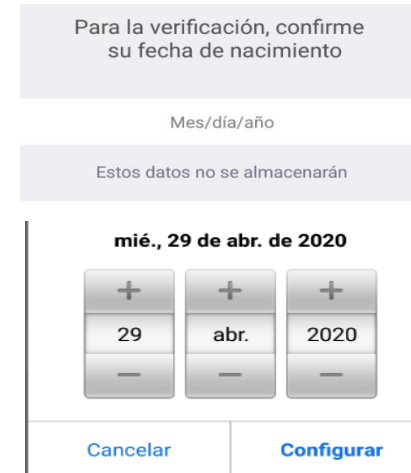 Para la verificación, confirme
su fecha de nacimiento
Mes/día/año
Estos datos no se almacenarán
mié., 29 de abr. de 2020
+ + +
29 abr. 2020
− − −
Cancelar Configurar